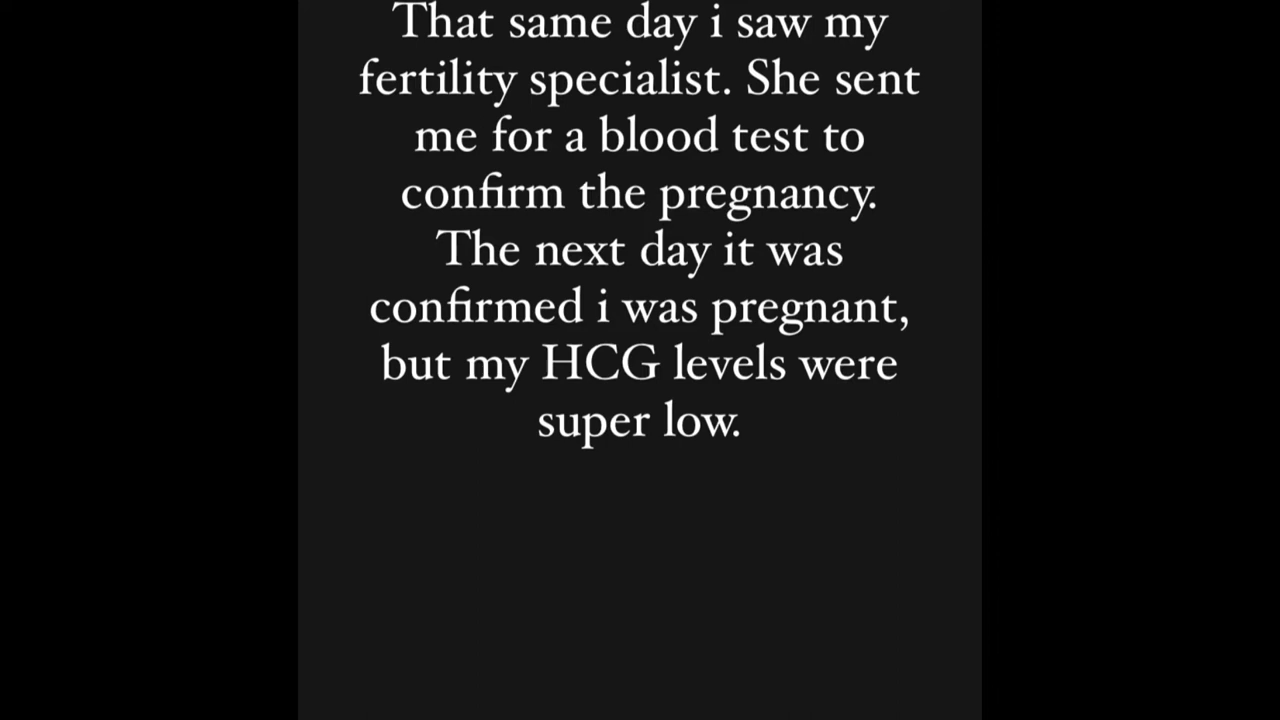 That same day i saw my
fertility specialist. She sent
me for a blood test to
confirm the pregnancy.
The next day it was
confirmed i was pregnant,
but my HCG levels were
super low.